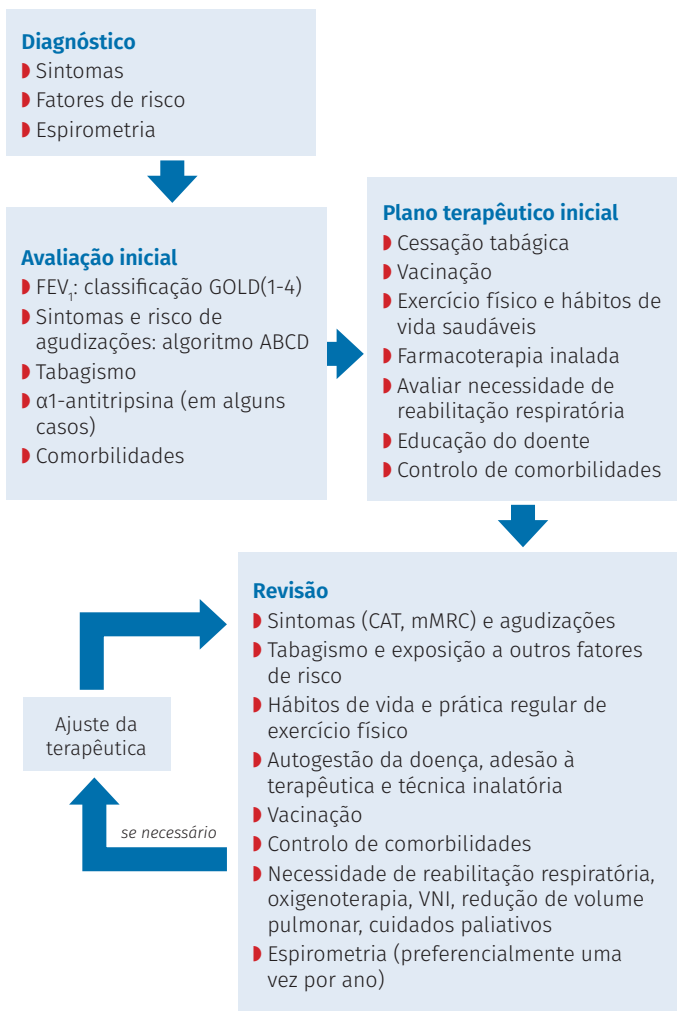 Diagnóstico
Sintomas
Fatores de risco
Espirometria
Avaliação inicial
FEV₁: classificação GOLD(1-4)
Sintomas e risco de
agudizações: algoritmo ABCD
Tabagismo
α1-antitripsina (em alguns
casos)
Comorbilidades
Plano terapêutico inicial
Cessação tabágica
Vacinação
Exercício físico e hábitos de
vida saudáveis
Farmacoterapia inalada
Avaliar necessidade de
reabilitação respiratória
Educação do doente
Controlo de comorbilidades
Revisão
Sintomas (CAT, mMRC) e agudizações
Tabagismo e exposição a outros fatores
de risco
Hábitos de vida e prática regular de
exercício físico
Autogestão da doença, adesão à
terapêutica e técnica inalatória
Vacinação
Controlo de comorbilidades
Necessidade de reabilitação respiratória,
oxigenoterapia, VNI, redução de volume
pulmonar, cuidados paliativos
Espirometria (preferencialmente uma
vez por ano)
se necessário
Ajuste da
terapêutica